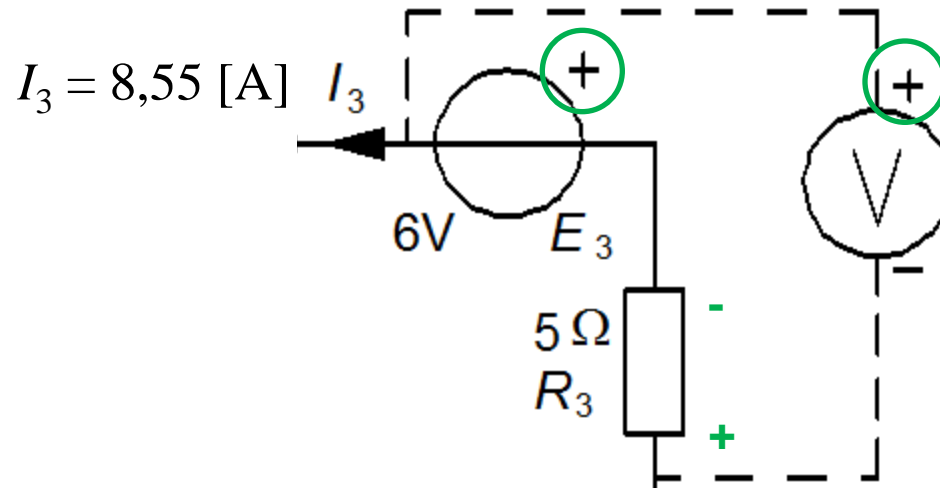 I₃ = 8,55 [A]
I₃
+
+
6V
E₃
V
-
5 Ω
R₃
-
+